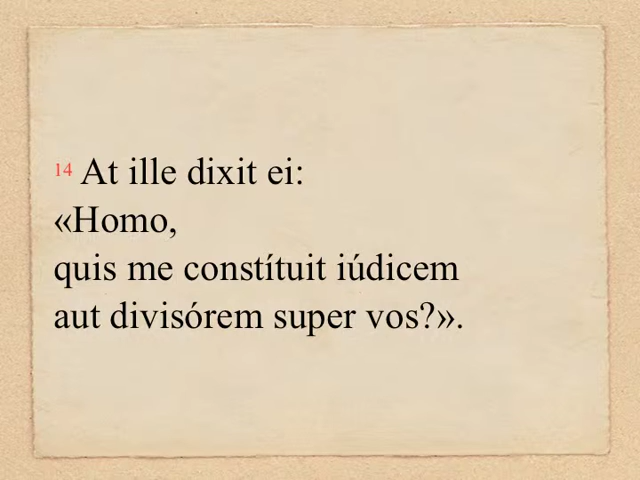 14 At ille dixit ei:
«Homo,
quis me constítuit iúdicem
aut divisórem super vos?».